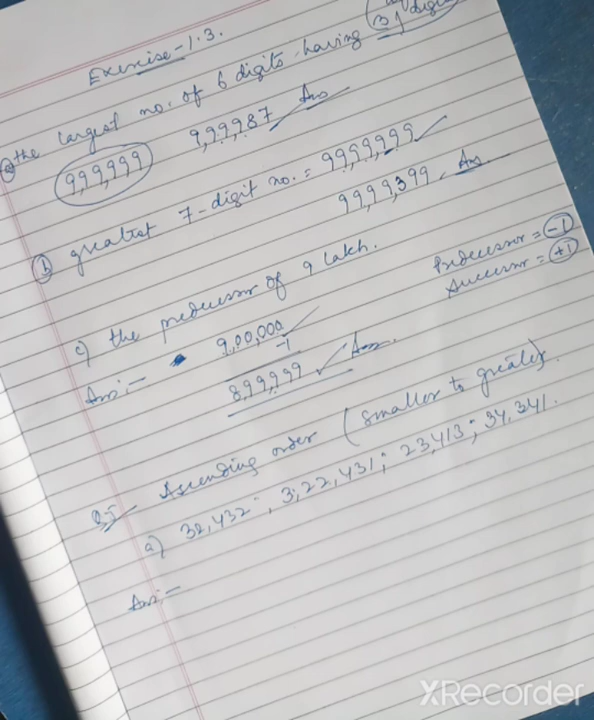 Exercise - 1.3.
a) the largest no. of 6 digits having 3 digits
9,99,999 9,99,987 Ans
b) greatest 7-digit no. = 99,99,999
99,99,399 Ans
c) the predecessor of 9 lakh.
Predecessor = -1
Successor = +1
Ans:- 9,00,000
-1
8,99,999 Ans.
Q.5 Ascending order (smaller to greater).
a) 32,432 ; 3,22,431 ; 23,413 ; 34,341.
Ans:-
XRecorder